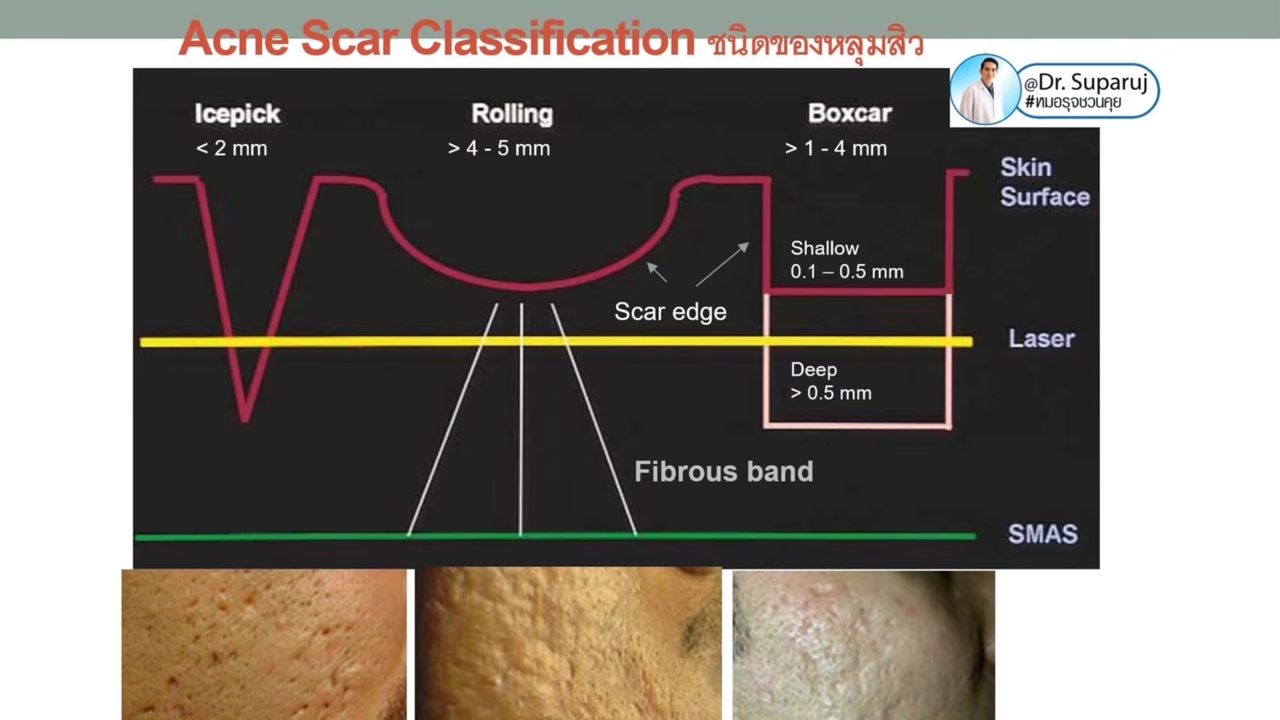 Acne Scar Classification ชนิดของหลุมสิว
@Dr. Suparuj
#หมอรุจชวนคุย
Icepick
< 2 mm
Rolling
> 4 - 5 mm
Boxcar
> 1 - 4 mm
Skin
Surface
Shallow
0.1 – 0.5 mm
Scar edge
Laser
Deep
> 0.5 mm
Fibrous band
SMAS